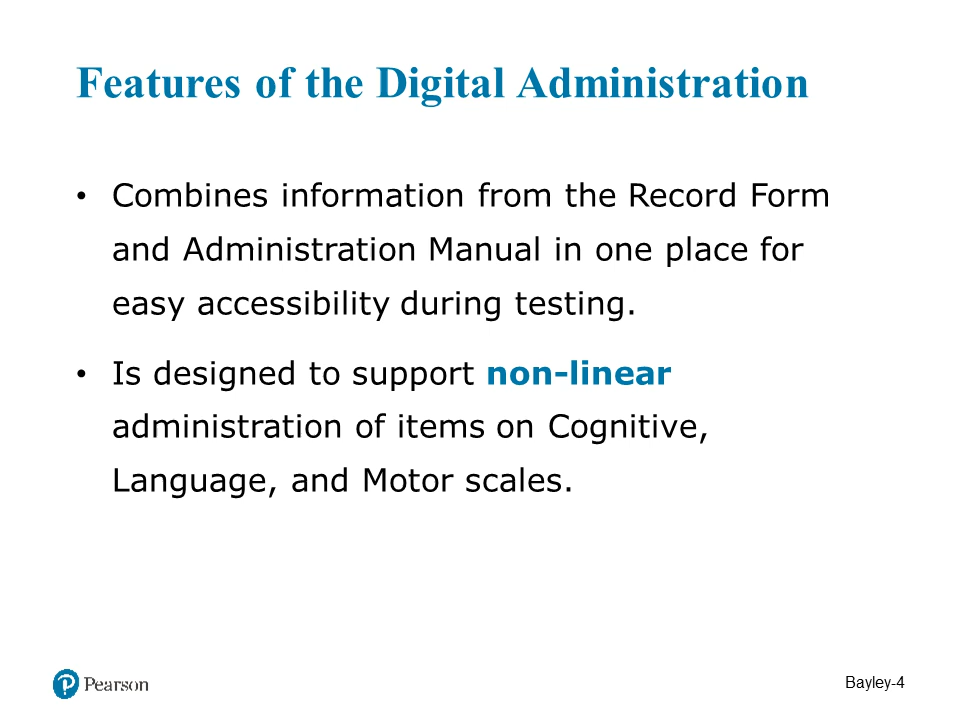 Features of the Digital Administration
• Combines information from the Record Form
and Administration Manual in one place for
easy accessibility during testing.
• Is designed to support non-linear
administration of items on Cognitive,
Language, and Motor scales.
Pearson
Bayley-4